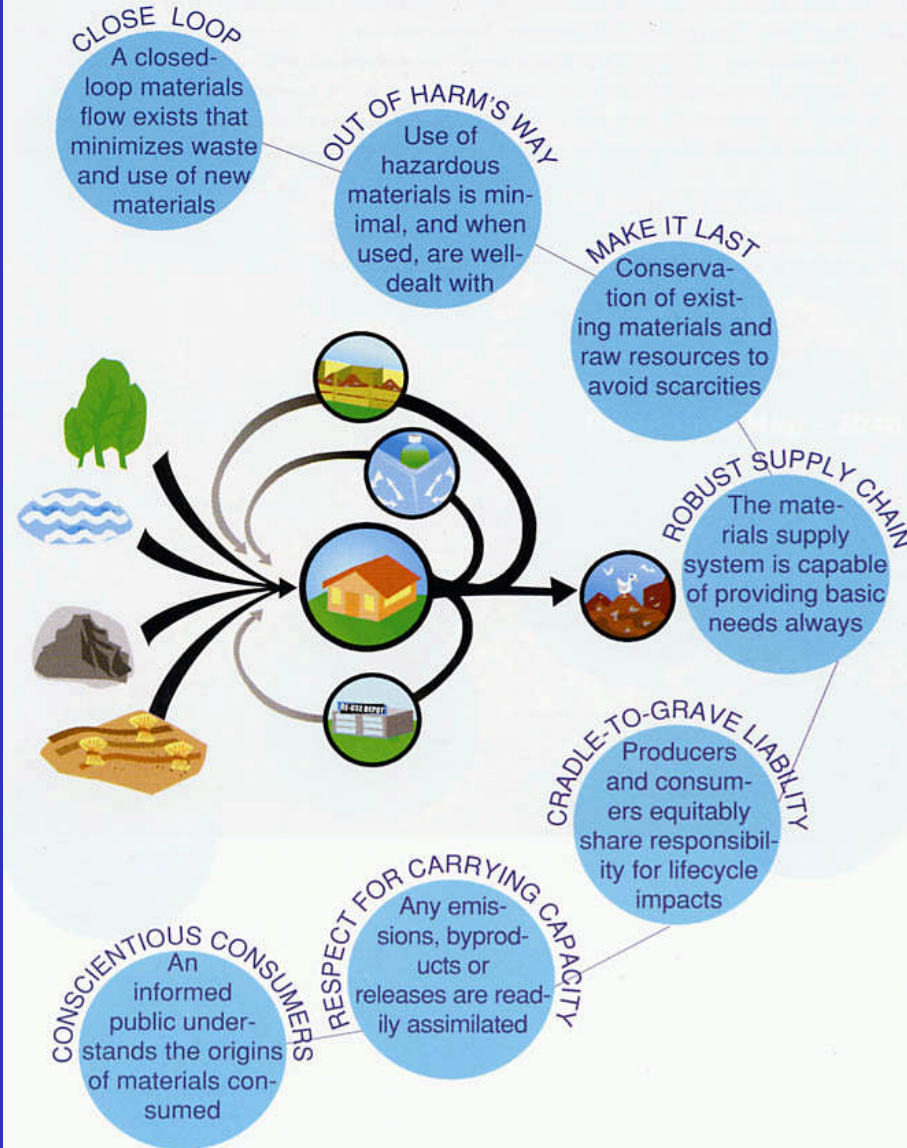 CLOSE LOOP
A closed-
loop materials
flow exists that
minimizes waste
and use of new
materials
OUT OF HARM'S WAY
Use of
hazardous
materials is min-
imal, and when
used, are well-
dealt with
MAKE IT LAST
Conserva-
tion of exist-
ing materials and
raw resources to
avoid scarcities
ROBUST SUPPLY CHAIN
The mate-
rials supply
system is capable
of providing basic
needs always
RE-USE DEPOT
CRADLE-TO-GRAVE LIABILITY
Producers
and consum-
ers equitably
share responsibil-
ity for lifecycle
impacts
RESPECT FOR CARRYING CAPACITY
Any emis-
sions, byprod-
ucts or
releases are read-
ily assimilated
CONSCIENTIOUS CONSUMERS
An
informed
public under-
stands the origins
of materials con-
sumed